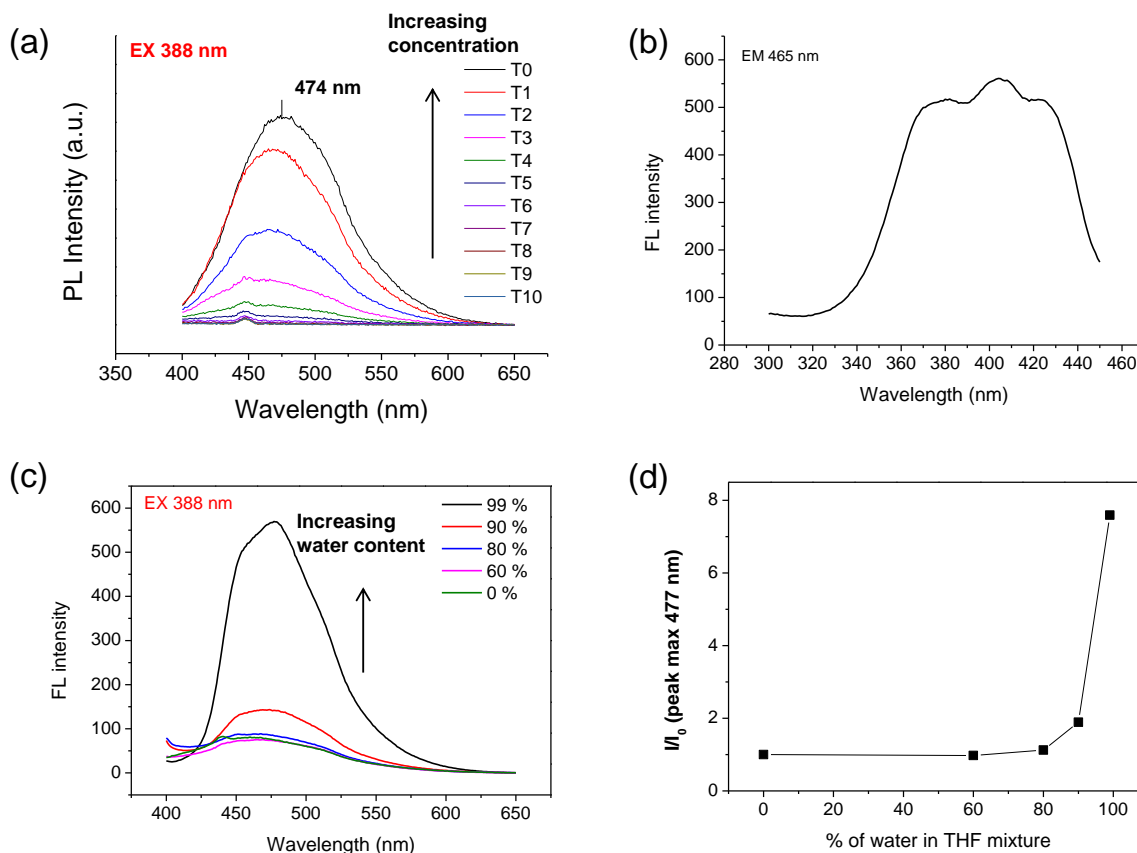 (a)
EX 388 nm
474 nm
Increasing
concentration
T0
T1
T2
T3
T4
T5
T6
T7
T8
T9
T10
PL Intensity (a.u.)
350 400 450 500 550 600 650
Wavelength (nm)
(b)
EM 465 nm
600
500
400
300
200
100
0
FL intensity
280 300 320 340 360 380 400 420 440 460
Wavelength (nm)
(c)
EX 388 nm
Increasing
water content
99 %
90 %
80 %
60 %
0 %
600
500
400
300
200
100
0
FL intensity
400 450 500 550 600 650
Wavelength (nm)
(d)
8
6
4
2
0
I/I0 (peak max 477 nm)
0 20 40 60 80 100
% of water in THF mixture